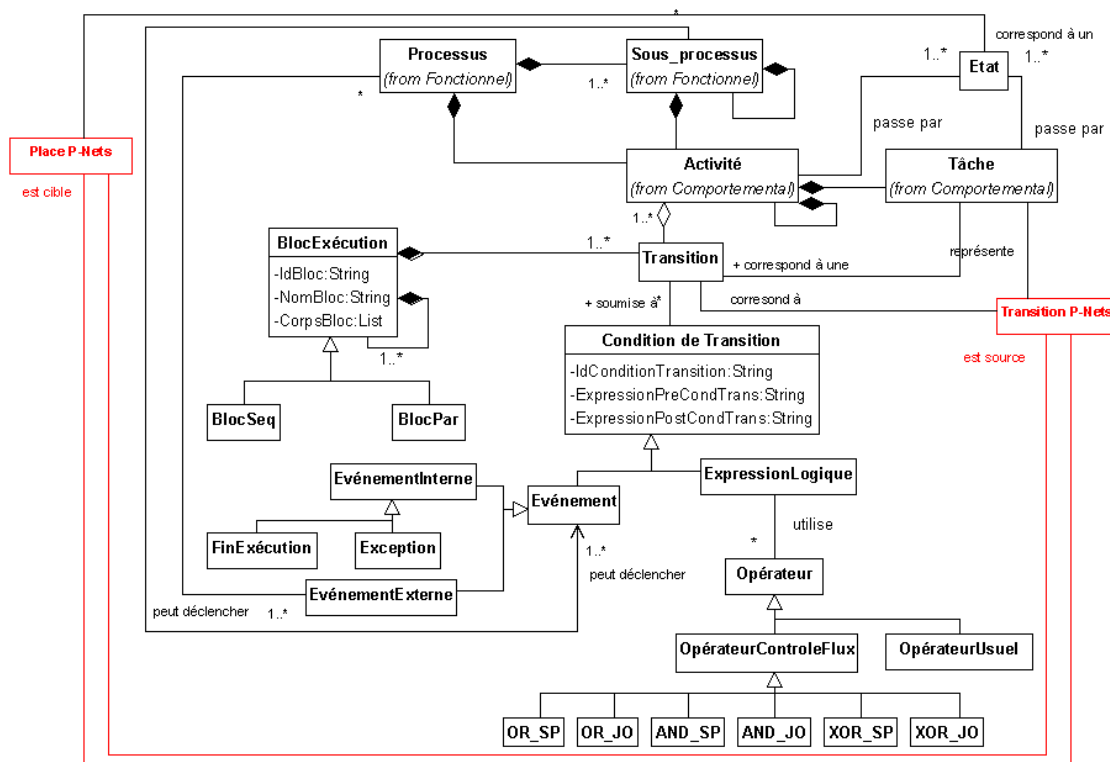 *
correspond à un
Processus
(from Fonctionnel)
*
Sous_processus
(from Fonctionnel)
1..*
1..*
1..*
Etat
passe par
passe par
Place P-Nets
est cible
Activité
(from Comportemental)
Tâche
(from Comportemental)
1..*
BlocExécution
-IdBloc:String
-NomBloc:String
-CorpsBloc:List
1..*
1..*
Transition
+ correspond à une
représente
corresond à
Transition P-Nets
est source
+ soumise à*
Condition de Transition
-IdConditionTransition:String
-ExpressionPreCondTrans:String
-ExpressionPostCondTrans:String
BlocSeq
BlocPar
EvénementInterne
Evénement
ExpressionLogique
FinExécution
Exception
utilise
*
1..*
peut déclencher
Opérateur
EvénementExterne
peut déclencher
1..*
OpérateurControleFlux
OpérateurUsuel
OR_SP
OR_JO
AND_SP
AND_JO
XOR_SP
XOR_JO